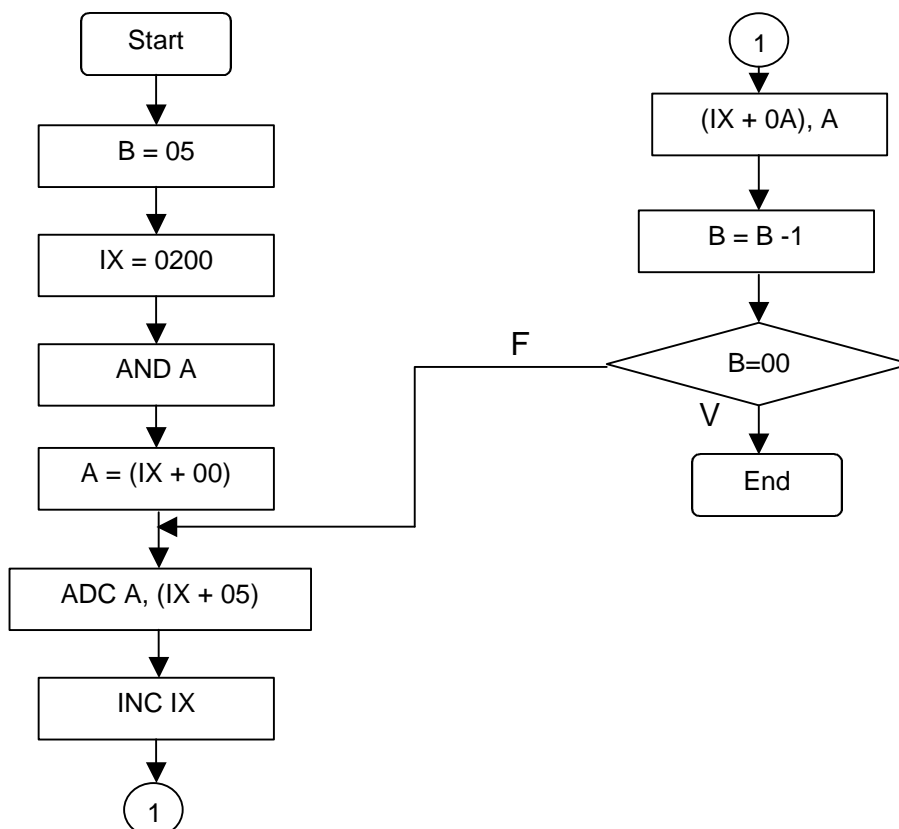 Start
B = 05
IX = 0200
AND A
A = (IX + 00)
ADC A, (IX + 05)
INC IX
1
1
(IX + 0A), A
B = B -1
B=00
F
V
End